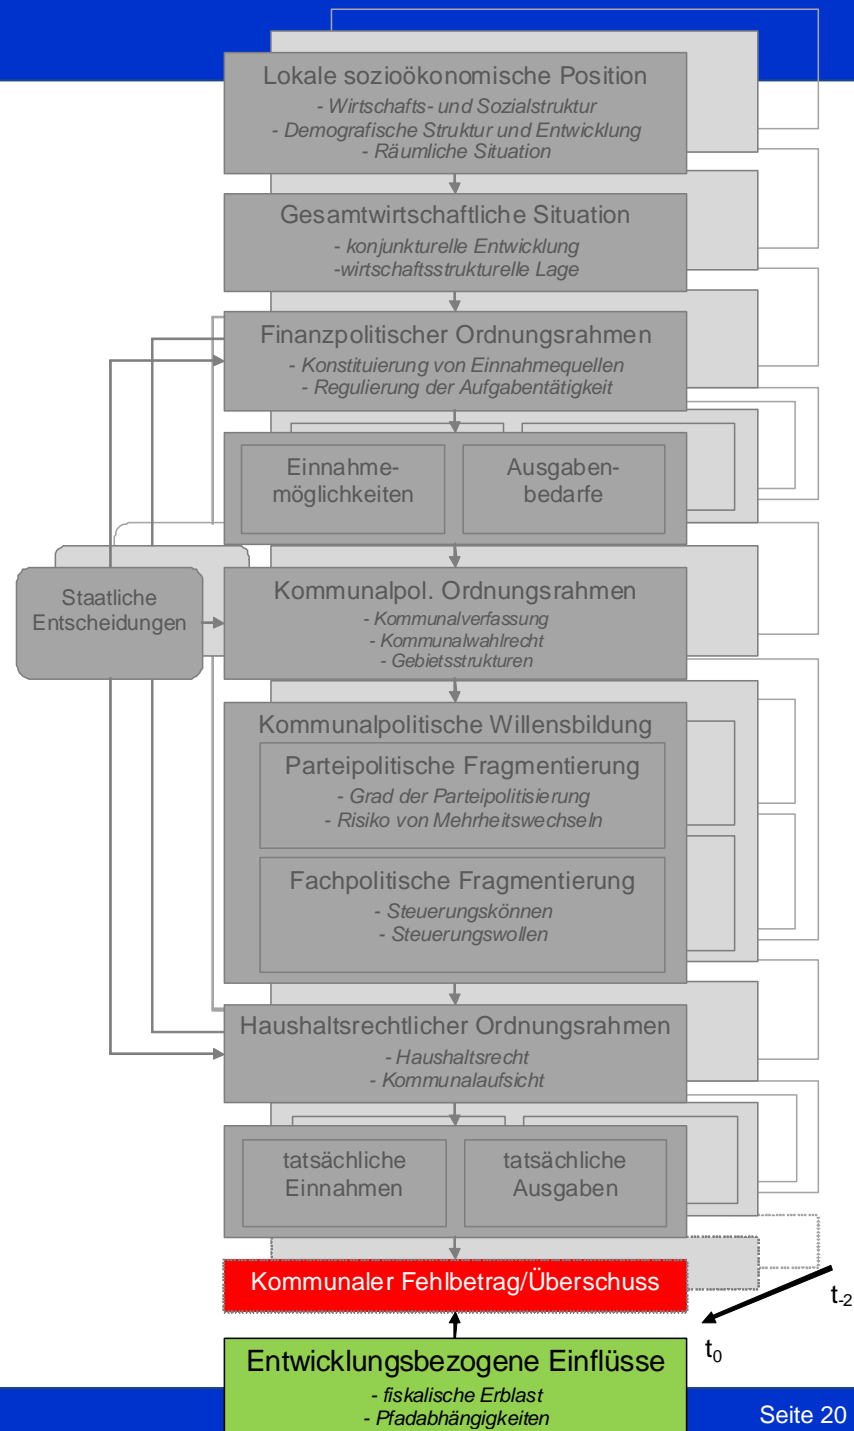 Lokale sozioökonomische Position
- Wirtschafts- und Sozialstruktur
- Demografische Struktur und Entwicklung
- Räumliche Situation
Gesamtwirtschaftliche Situation
- konjunkturelle Entwicklung
-wirtschaftsstrukturelle Lage
Finanzpolitischer Ordnungsrahmen
- Konstituierung von Einnahmequellen
- Regulierung der Aufgabentätigkeit
Einnahme-
möglichkeiten
Ausgaben-
bedarfe
Staatliche
Entscheidungen
Kommunalpol. Ordnungsrahmen
- Kommunalverfassung
- Kommunalwahlrecht
- Gebietsstrukturen
Kommunalpolitische Willensbildung
Parteipolitische Fragmentierung
- Grad der Parteipolitisierung
- Risiko von Mehrheitswechseln
Fachpolitische Fragmentierung
- Steuerungskönnen
- Steuerungswollen
Haushaltsrechtlicher Ordnungsrahmen
- Haushaltsrecht
- Kommunalaufsicht
tatsächliche
Einnahmen
tatsächliche
Ausgaben
Kommunaler Fehlbetrag/Überschuss
t-2
t0
Entwicklungsbezogene Einflüsse
- fiskalische Erblast
- Pfadabhängigkeiten
Seite 20